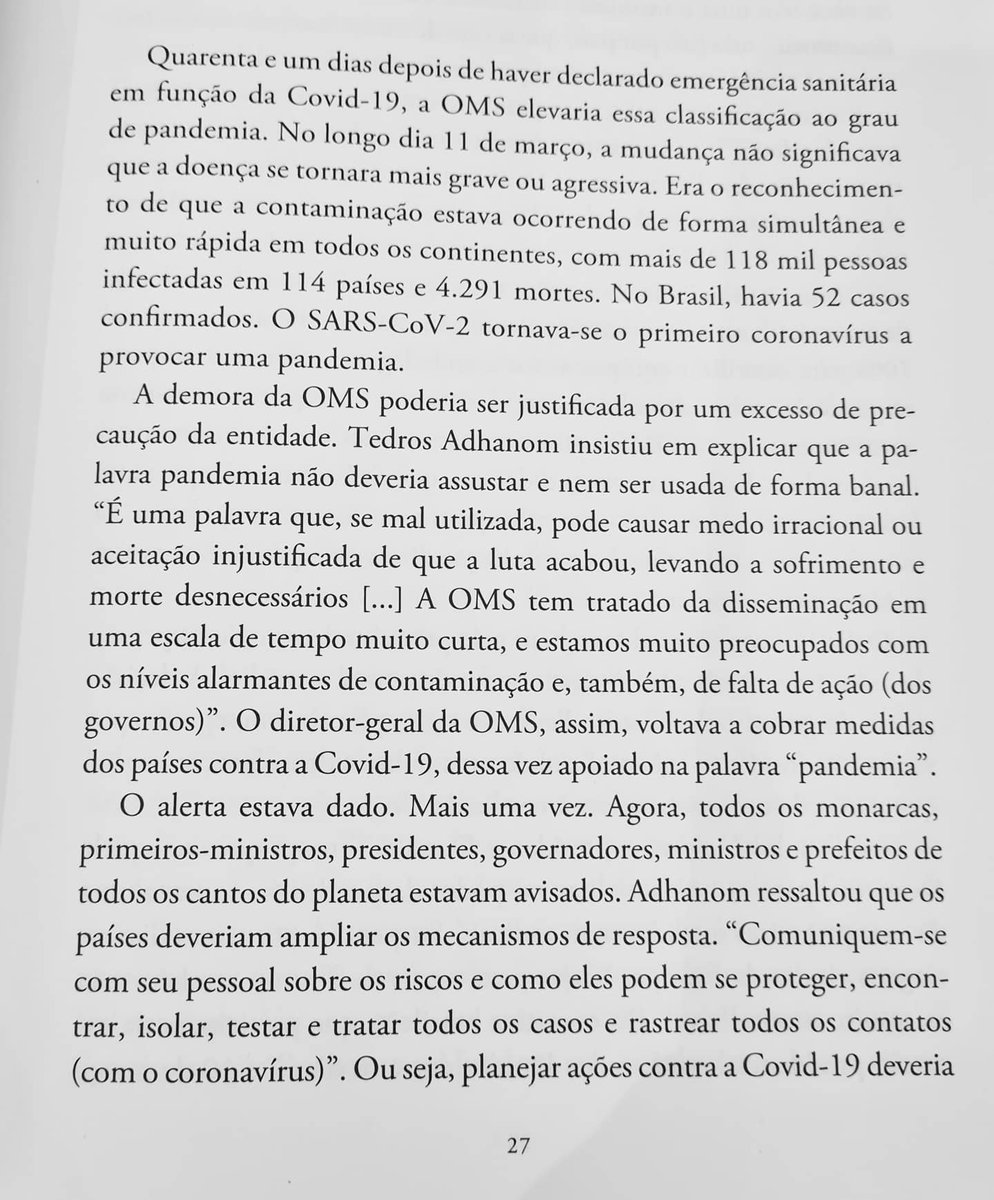 Quarenta e um dias depois de haver declarado emergência sanitária
em função da Covid-19, a OMS elevaria essa classificação ao grau
de pandemia. No longo dia 11 de março, a mudança não significava
que a doença se tornara mais grave ou agressiva. Era o reconhecimen-
to de que a contaminação estava ocorrendo de forma simultânea e
muito rápida em todos os continentes, com mais de 118 mil pessoas
infectadas em 114 países e 4.291 mortes. No Brasil, havia 52 casos
confirmados. O SARS-CoV-2 tornava-se o primeiro coronavírus a
provocar uma pandemia.
A demora da OMS poderia ser justificada por um excesso de pre-
caução da entidade. Tedros Adhanom insistiu em explicar que a pa-
lavra pandemia não deveria assustar e nem ser usada de forma banal.
“É uma palavra que, se mal utilizada, pode causar medo irracional ou
aceitação injustificada de que a luta acabou, levando a sofrimento e
morte desnecessários [...] A OMS tem tratado da disseminação em
uma escala de tempo muito curta, e estamos muito preocupados com
os níveis alarmantes de contaminação e, também, de falta de ação (dos
governos)”. O diretor-geral da OMS, assim, voltava a cobrar medidas
dos países contra a Covid-19, dessa vez apoiado na palavra “pandemia”.
O alerta estava dado. Mais uma vez. Agora, todos os monarcas,
primeiros-ministros, presidentes, governadores, ministros e prefeitos de
todos os cantos do planeta estavam avisados. Adhanom ressaltou que os
países deveriam ampliar os mecanismos de resposta. “Comuniquem-se
com seu pessoal sobre os riscos e como eles podem se proteger, encon-
trar, isolar, testar e tratar todos os casos e rastrear todos os contatos
(com o coronavírus)”. Ou seja, planejar ações contra a Covid-19 deveria
27